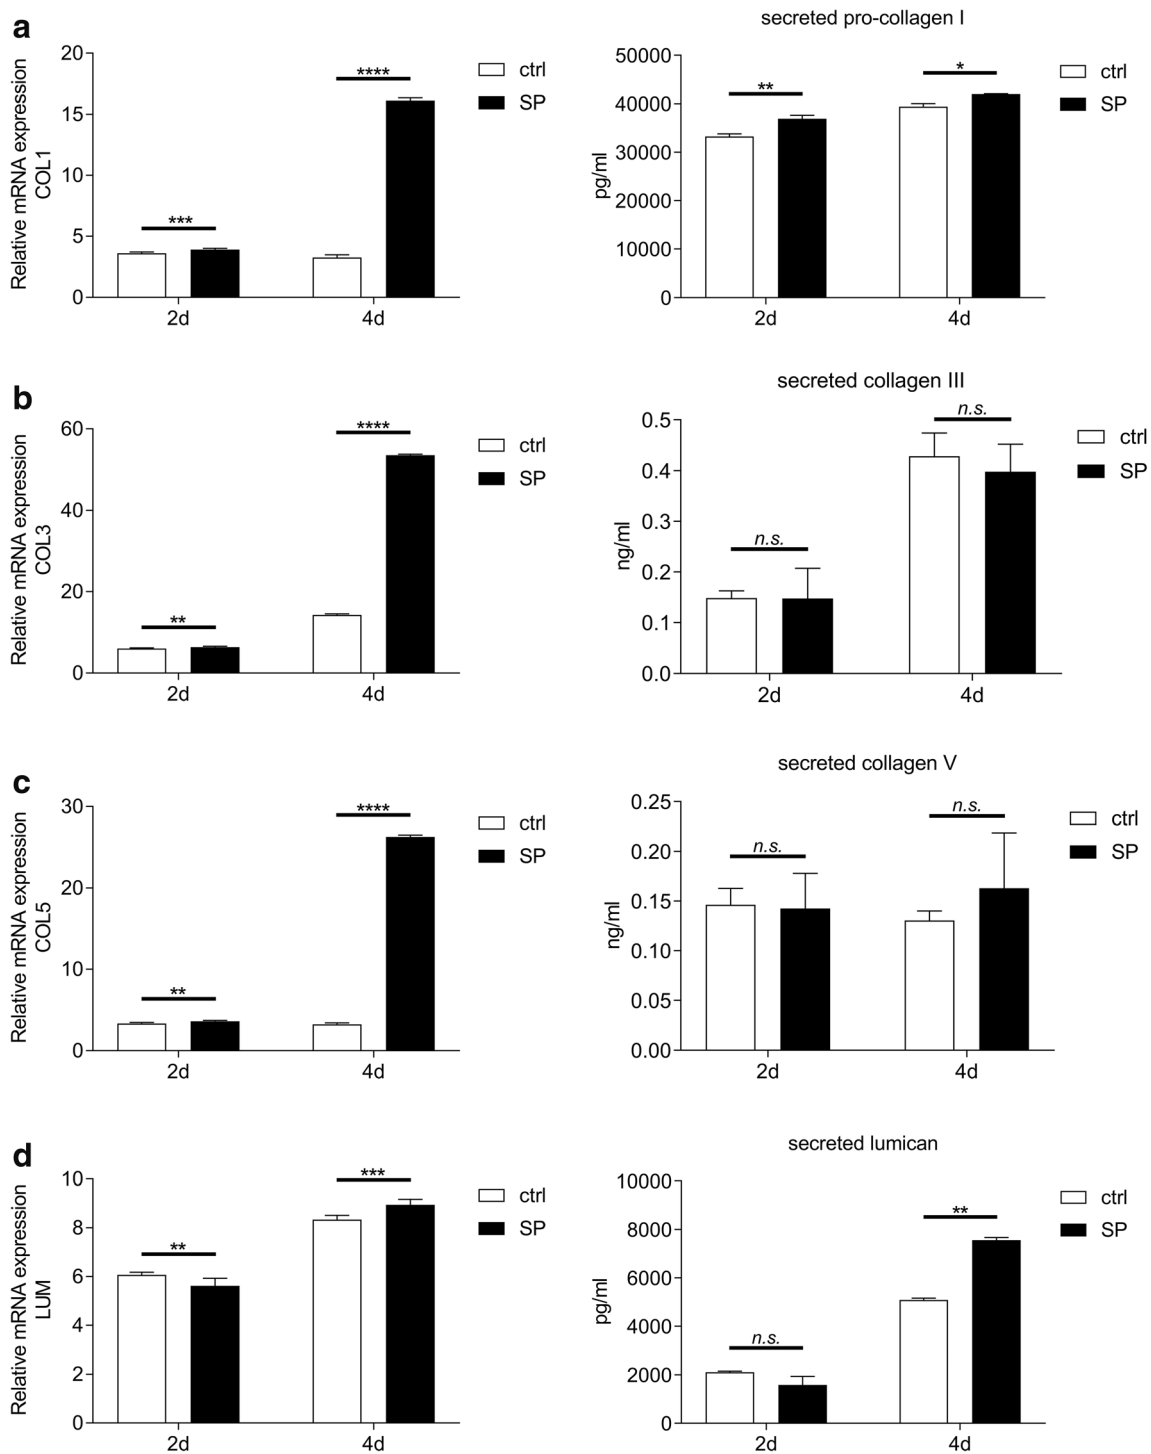 a
Relative mRNA expression
COL1
20
15
10
5
0
***
****
2d
4d
ctrl
SP
secreted pro-collagen I
pg/ml
50000
40000
30000
20000
10000
0
**
*
2d
4d
ctrl
SP
b
Relative mRNA expression
COL3
60
40
20
0
**
****
2d
4d
ctrl
SP
secreted collagen III
ng/ml
0.5
0.4
0.3
0.2
0.1
0.0
n.s.
n.s.
2d
4d
ctrl
SP
c
Relative mRNA expression
COL5
30
20
10
0
**
****
2d
4d
ctrl
SP
secreted collagen V
ng/ml
0.25
0.20
0.15
0.10
0.05
0.00
n.s.
n.s.
2d
4d
ctrl
SP
d
Relative mRNA expression
LUM
10
8
6
4
2
0
**
***
2d
4d
ctrl
SP
secreted lumican
pg/ml
10000
8000
6000
4000
2000
0
n.s.
**
2d
4d
ctrl
SP